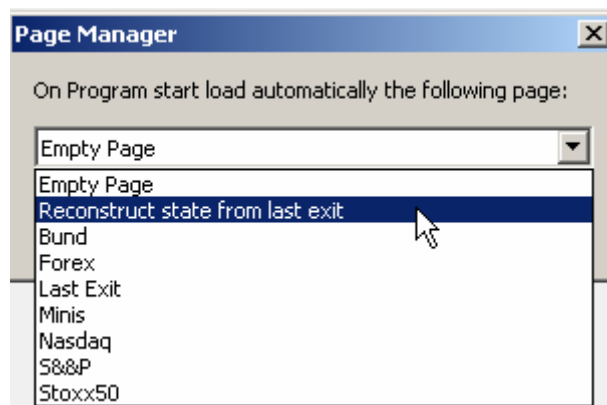 Page Manager
On Program start load automatically the following page:
Empty Page
Empty Page
Reconstruct state from last exit
Bund
Forex
Last Exit
Minis
Nasdaq
S&&P
Stoxx50